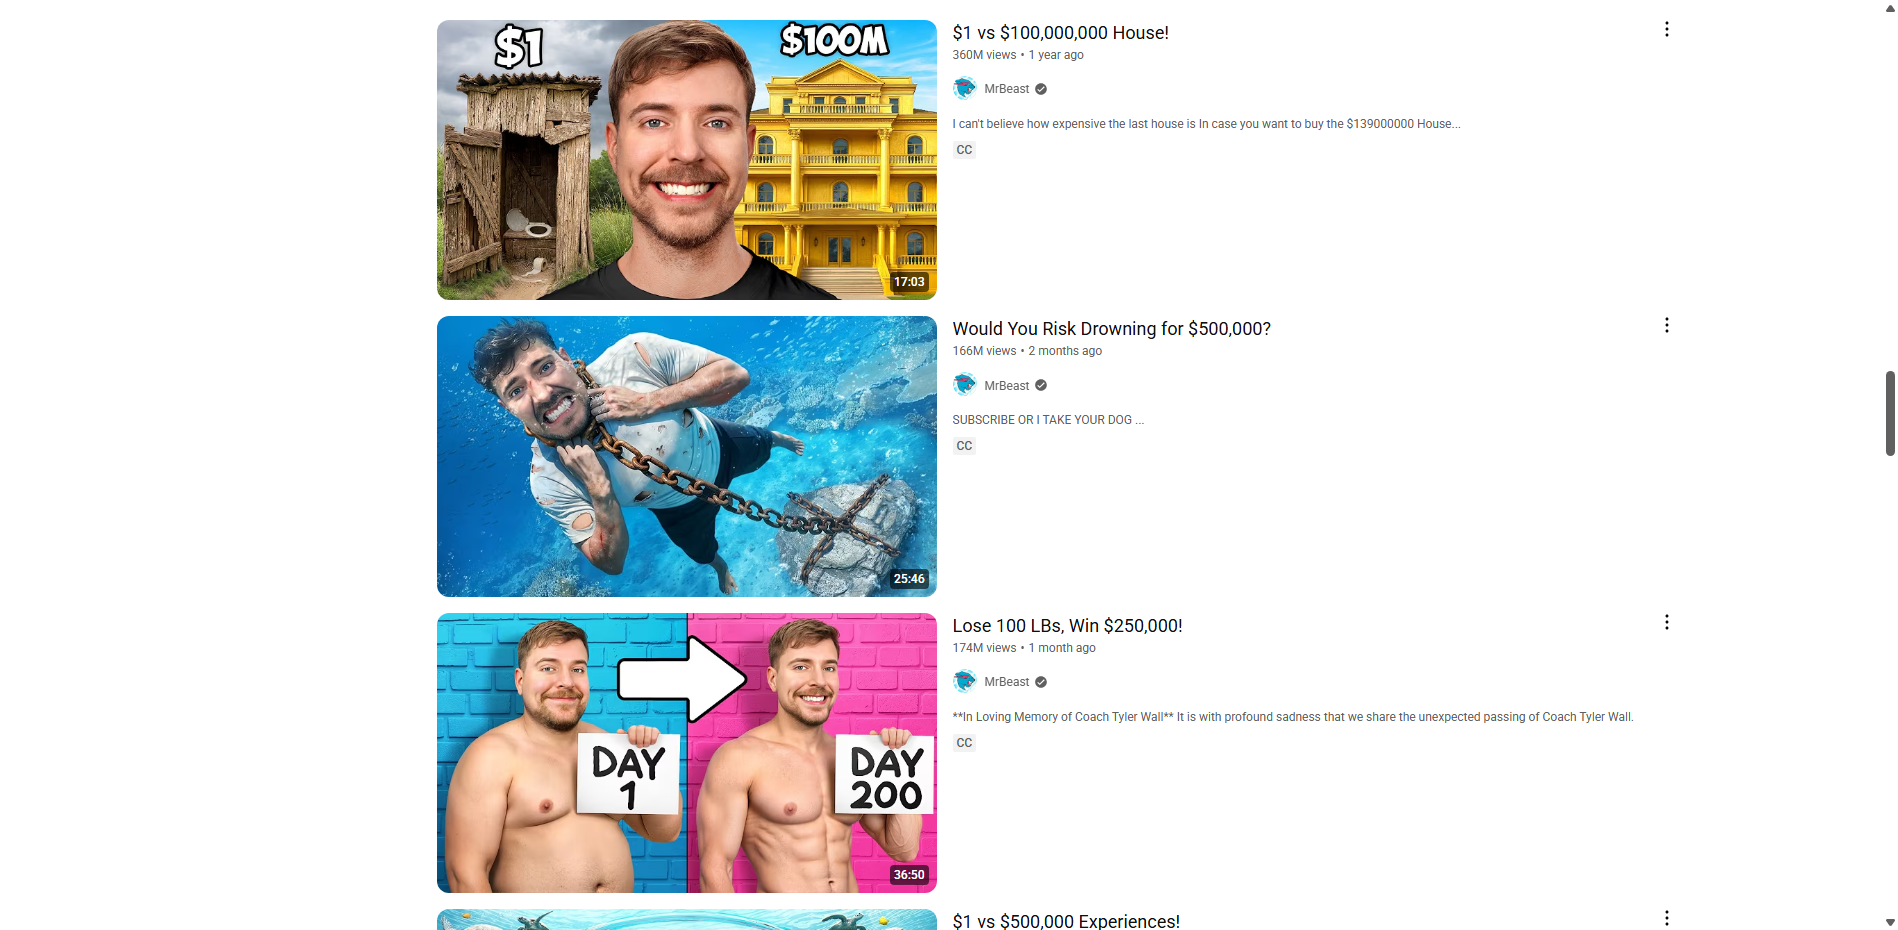 $1
$100M
17:03
$1 vs $100,000,000 House!
360M views • 1 year ago
MrBeast
I can't believe how expensive the last house is In case you want to buy the $139000000 House...
CC
25:46
Would You Risk Drowning for $500,000?
166M views • 2 months ago
MrBeast
SUBSCRIBE OR I TAKE YOUR DOG ...
CC
DAY
1
DAY
200
36:50
Lose 100 LBs, Win $250,000!
174M views • 1 month ago
MrBeast
**In Loving Memory of Coach Tyler Wall** It is with profound sadness that we share the unexpected passing of Coach Tyler Wall.
CC
$1 vs $500,000 Experiences!